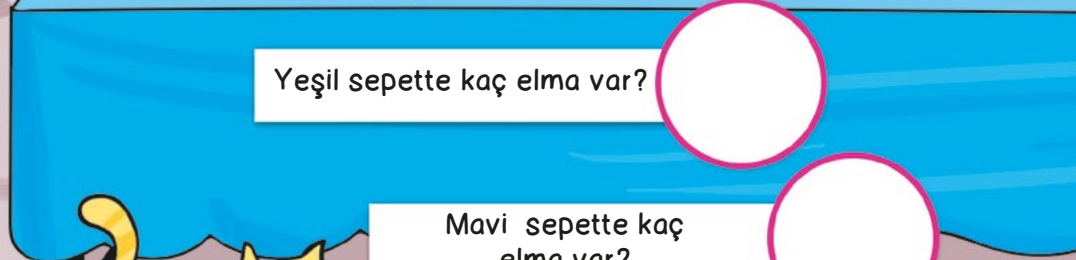 Yeşil sepette kaç elma var?
Mavi sepette kaç
elma var?